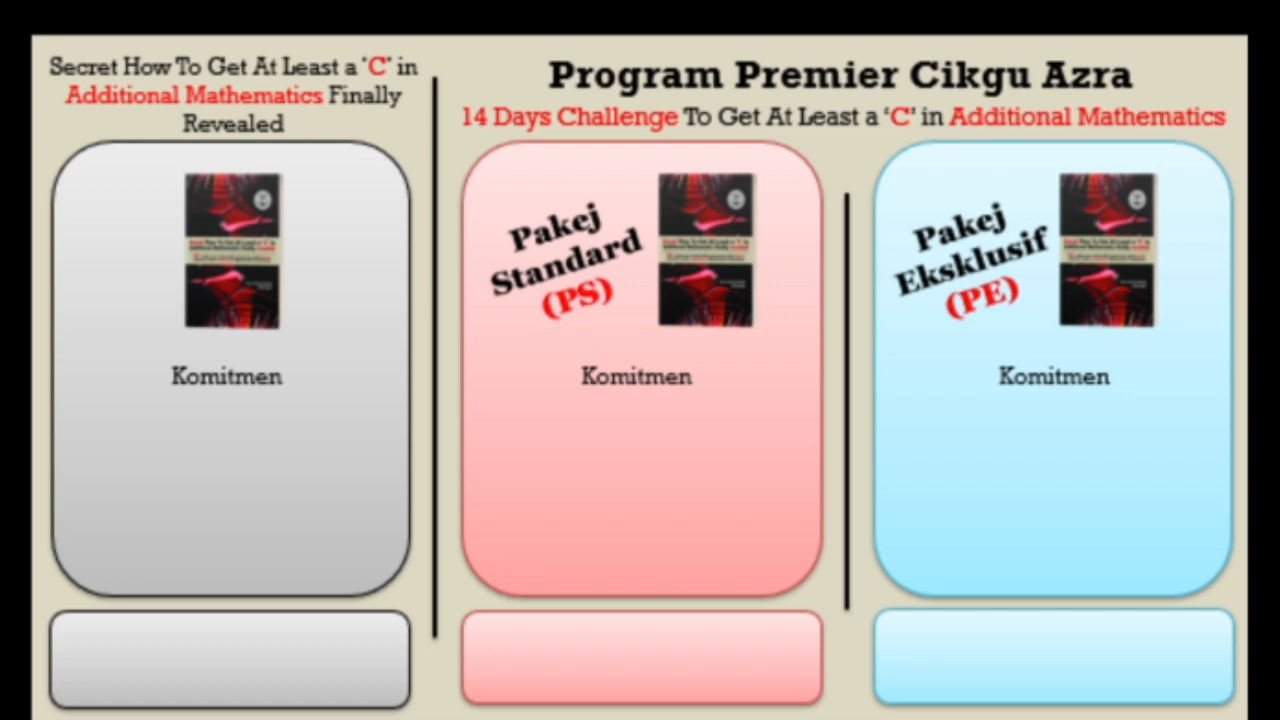 Secret How To Get At Least a 'C' in
Additional Mathematics Finally
Revealed
Program Premier Cikgu Azra
14 Days Challenge To Get At Least a 'C' in Additional Mathematics
Komitmen
Pakej
Standard
(PS)
Komitmen
Pakej
Eksklusif
(PE)
Komitmen